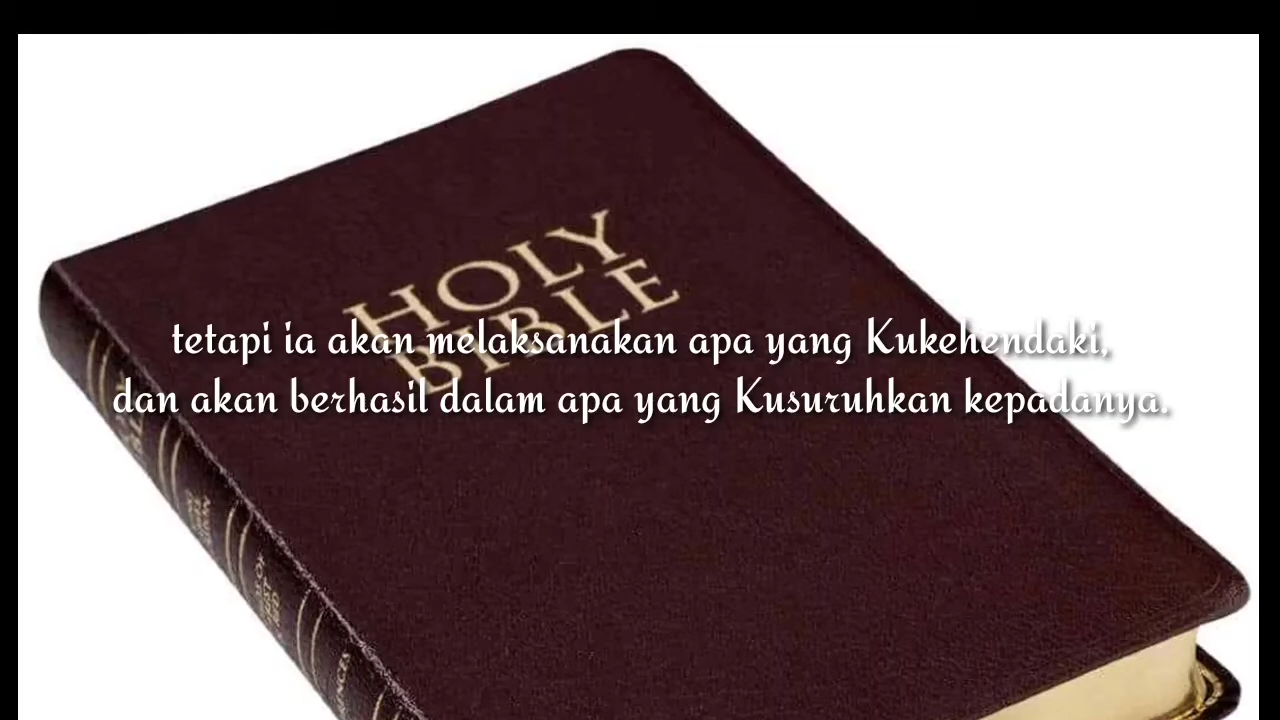 HOLY
BIBLE
tetapi ia akan melaksanakan apa yang Kukehendaki,
dan akan berhasil dalam apa yang Kusuruhkan kepadanya.